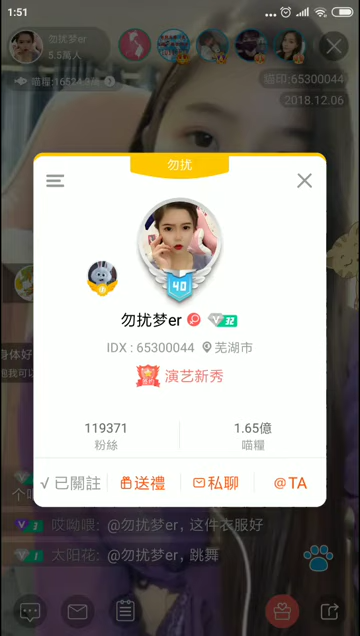 1:51
勿扰梦er
5.5萬人
喵印:65300044
2018.12.06
勿扰
40
勿扰梦er
32
IDX : 65300044
芜湖市
演艺新秀
119371
1.65億
粉絲
喵糧
√ 已關註
送禮
私聊
@TA
V 3
哎呦喂: @勿扰梦er, 这件衣服好
V 1
太阳花: @勿扰梦er, 跳舞